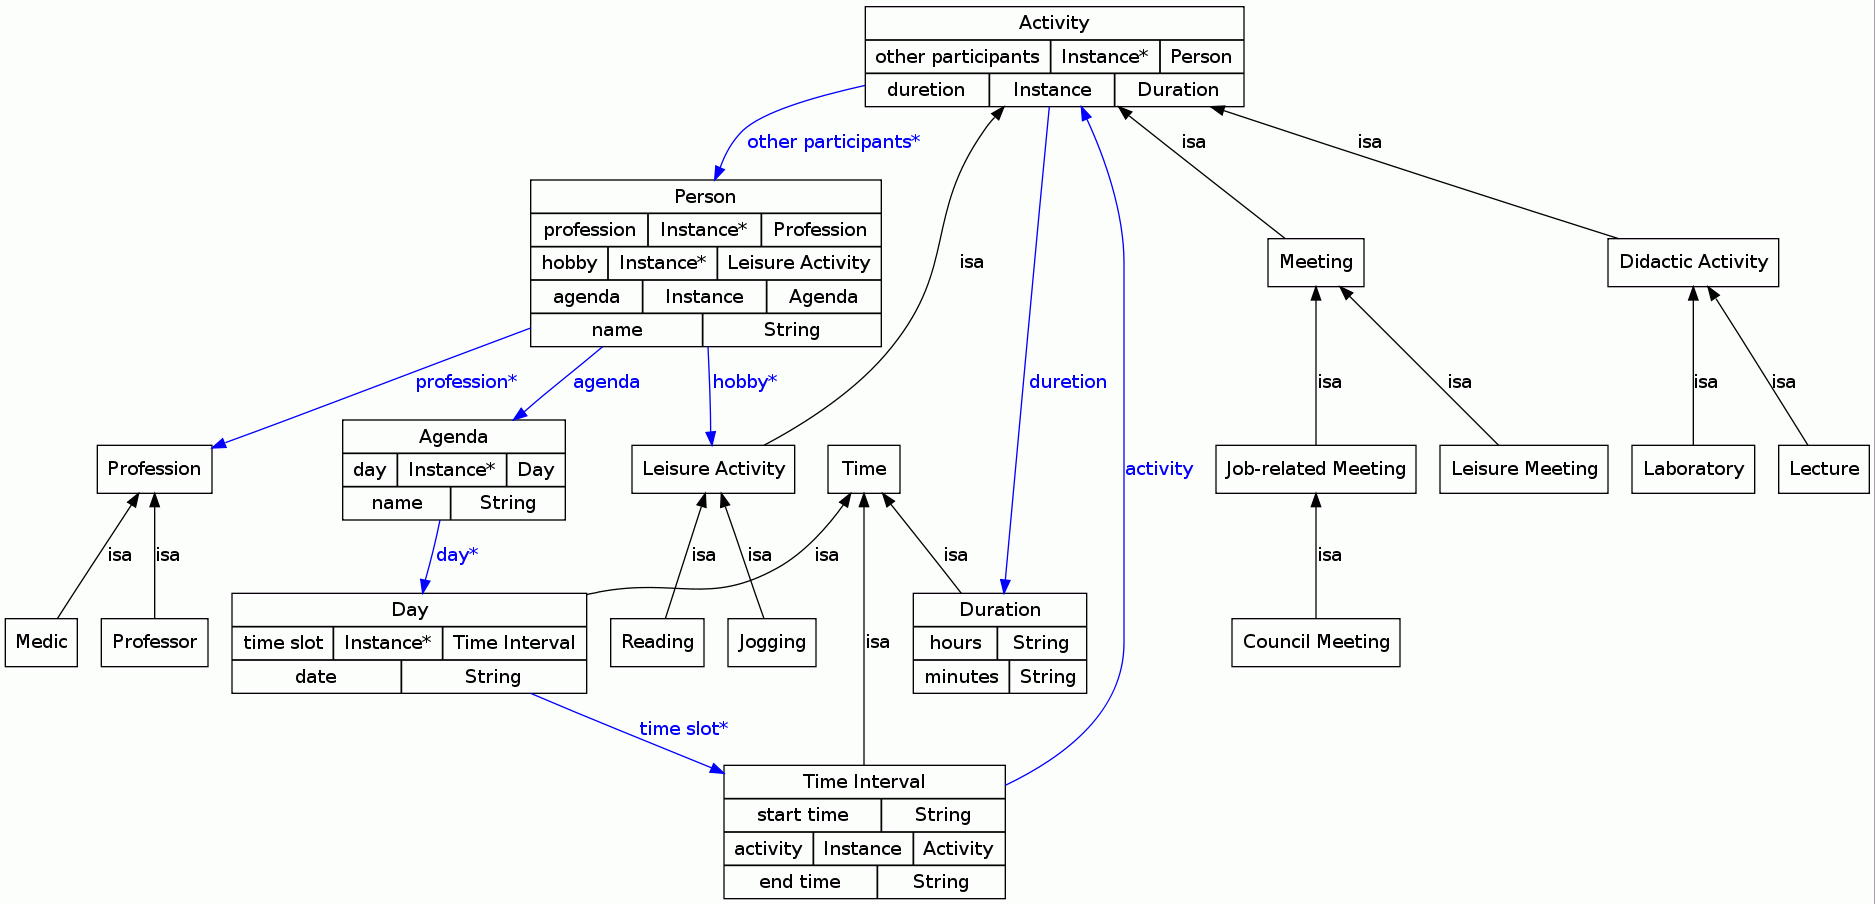 Activity
other participants Instance* Person
duretion Instance Duration
other participants*
isa
isa
Person
profession Instance* Profession
hobby Instance* Leisure Activity
agenda Instance Agenda
name String
isa
Meeting
Didactic Activity
profession*
agenda
hobby*
duretion
isa
isa
isa
isa
Profession
Agenda
day Instance* Day
name String
Leisure Activity
Time
activity
Job-related Meeting
Leisure Meeting
Laboratory
Lecture
isa
isa
day*
isa
isa
isa
isa
isa
Medic
Professor
Day
time slot Instance* Time Interval
date String
Reading
Jogging
isa
Duration
hours String
minutes String
Council Meeting
time slot*
Time Interval
start time String
activity Instance Activity
end time String